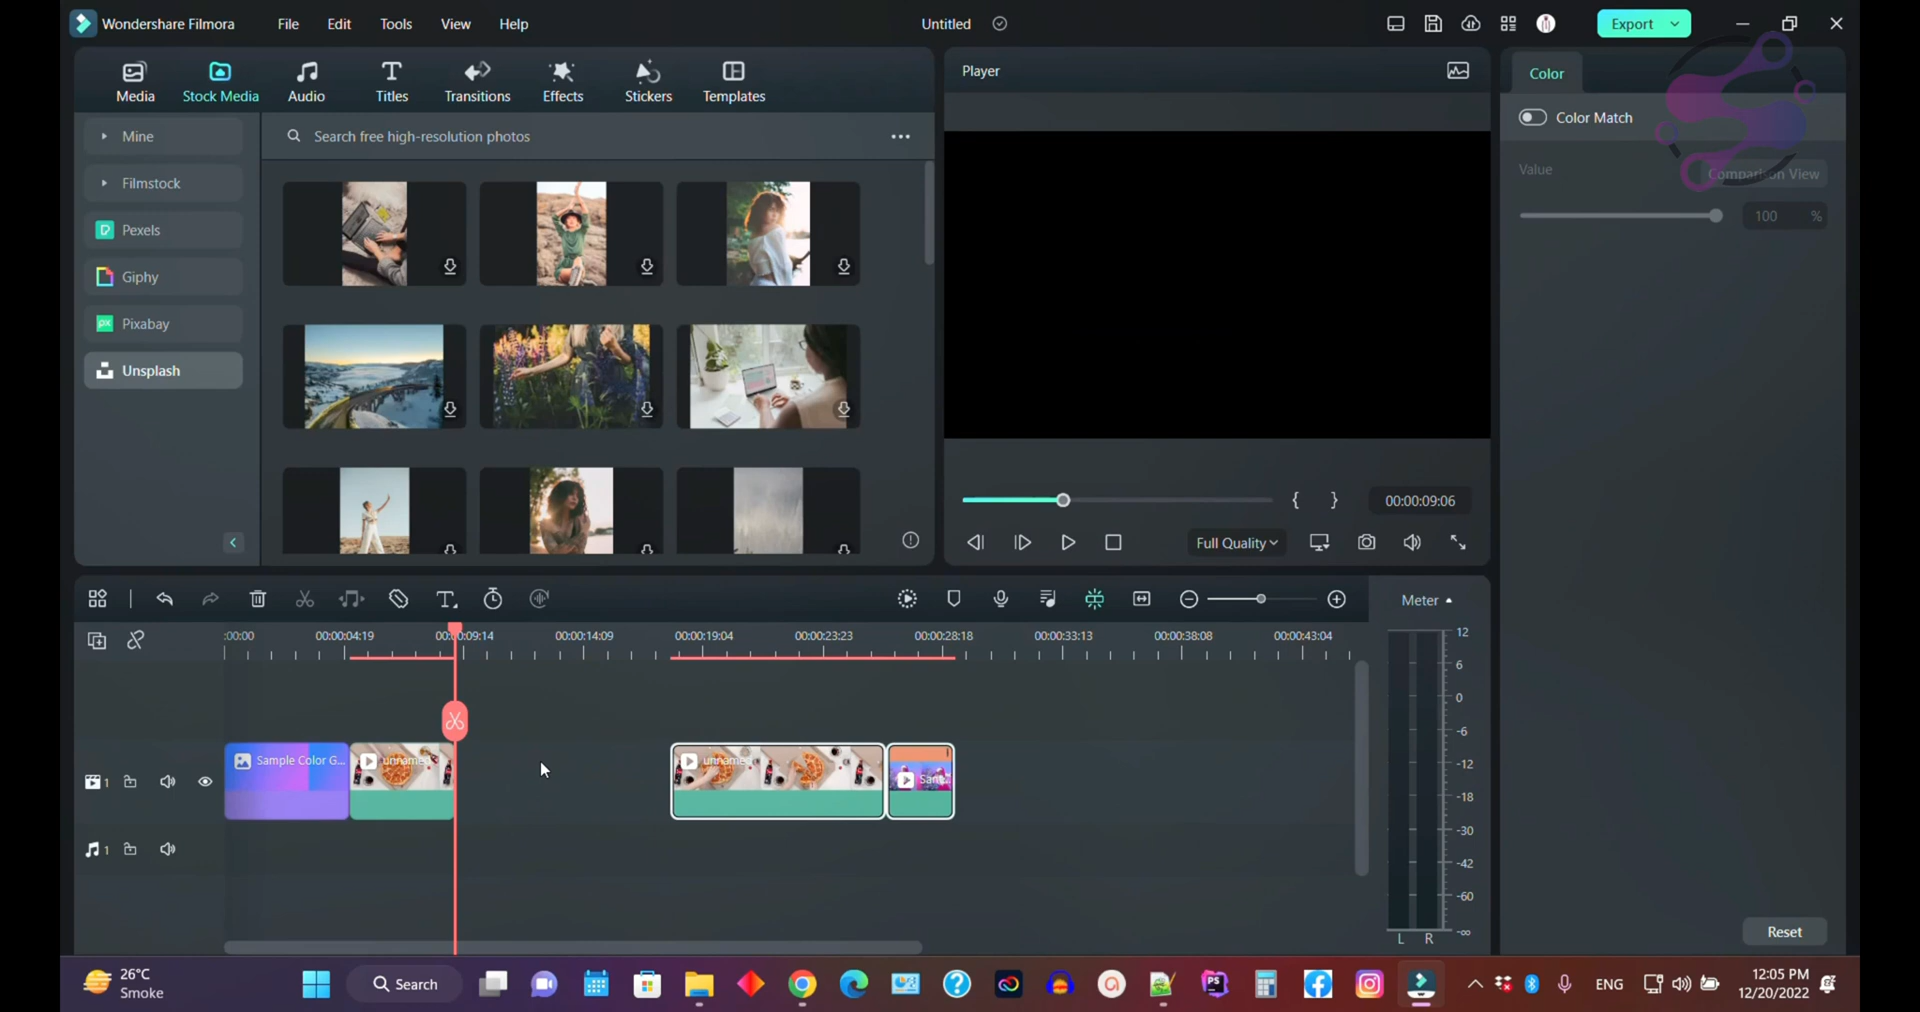 Wondershare Filmora File Edit Tools View Help Untitled Export
Media Stock Media Audio Titles Transitions Effects Stickers Templates
Mine
Filmstock
Pexels
Giphy
Pixabay
Unsplash
Search free high-resolution photos
Player
00:00:09:06
Full Quality
Color
Color Match
Value
Comparison View
100 %
Reset
Meter
:00:00 00:00:04:19 00:00:09:14 00:00:14:09 00:00:19:04 00:00:23:23 00:00:28:18 00:00:33:13 00:00:38:08 00:00:43:04
1 Sample Color G... unnamed unnamed Sam
1
12
6
0
-6
-12
-18
-30
-42
-60
-∞
L R
26°C
Smoke
Search
PS
ENG
12:05 PM
12/20/2022